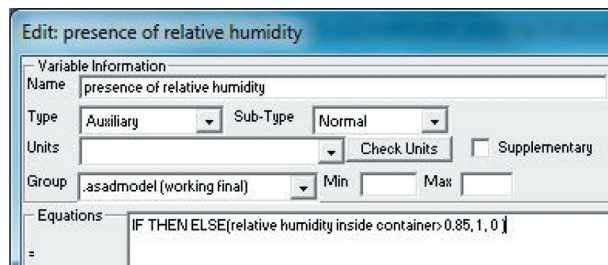 Edit: presence of relative humidity
Variable Information
Name presence of relative humidity
Type Auxiliary Sub-Type Normal
Units Check Units Supplementary
Group .asadmodel (working final) Min Max
Equations IF THEN ELSE(relative humidity inside container>0.85, 1, 0 )
=